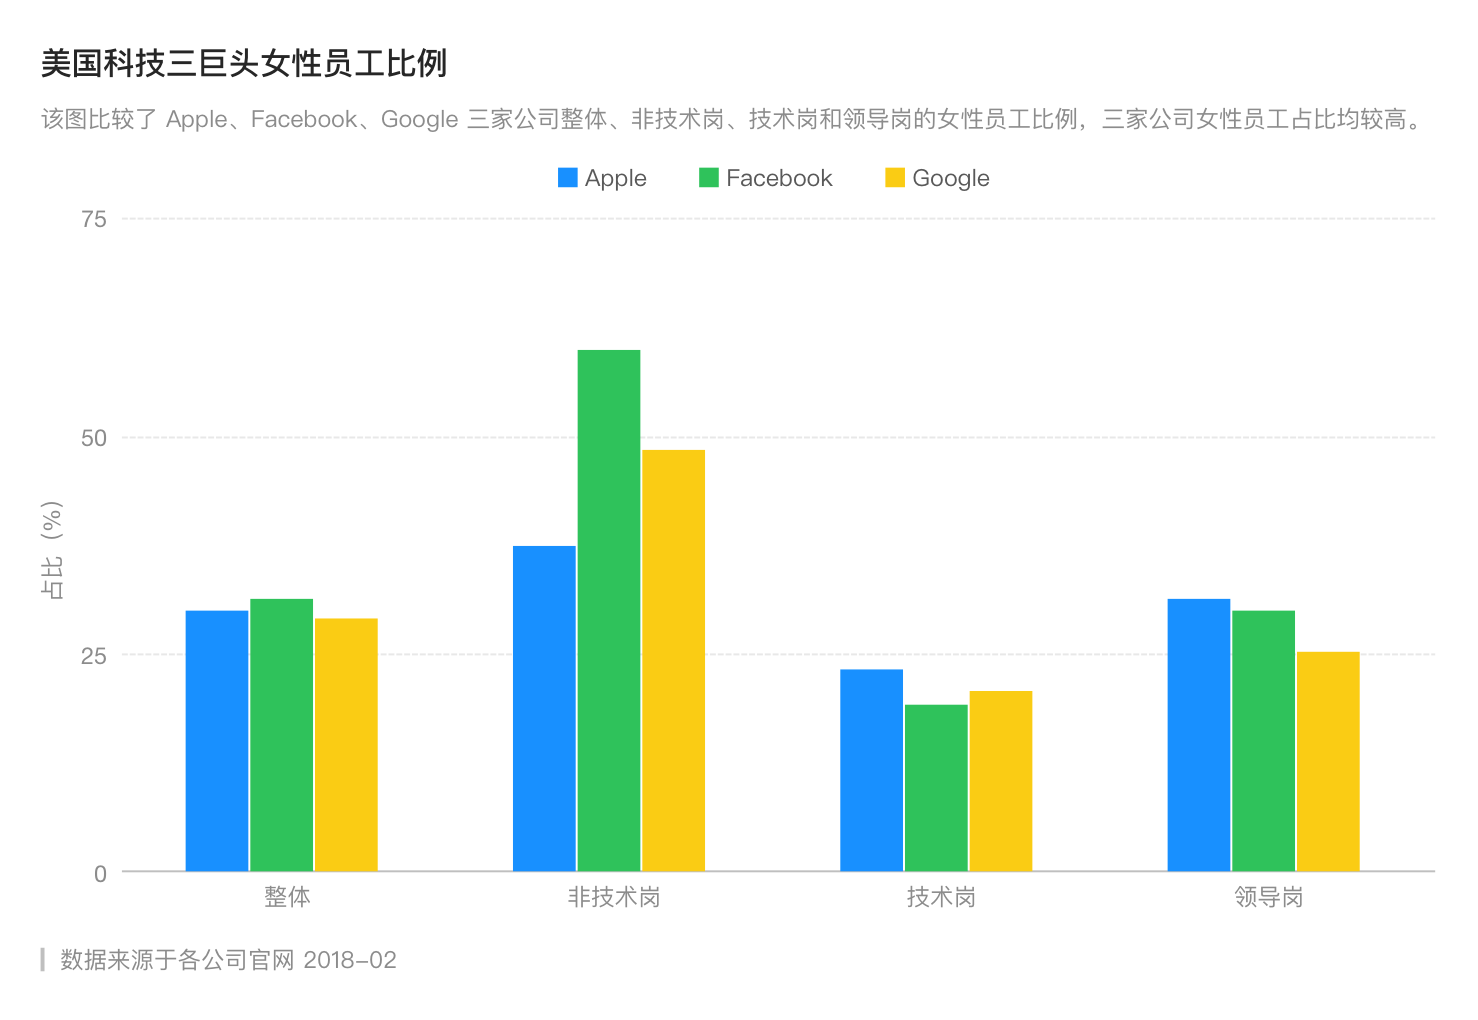 美国科技三巨头女性员工比例
该图比较了 Apple、Facebook、Google 三家公司整体、非技术岗、技术岗和领导岗的女性员工比例，三家公司女性员工占比均较高。
Apple Facebook Google
75
50
25
0
占比（%）
整体 非技术岗 技术岗 领导岗
数据来源于各公司官网 2018-02